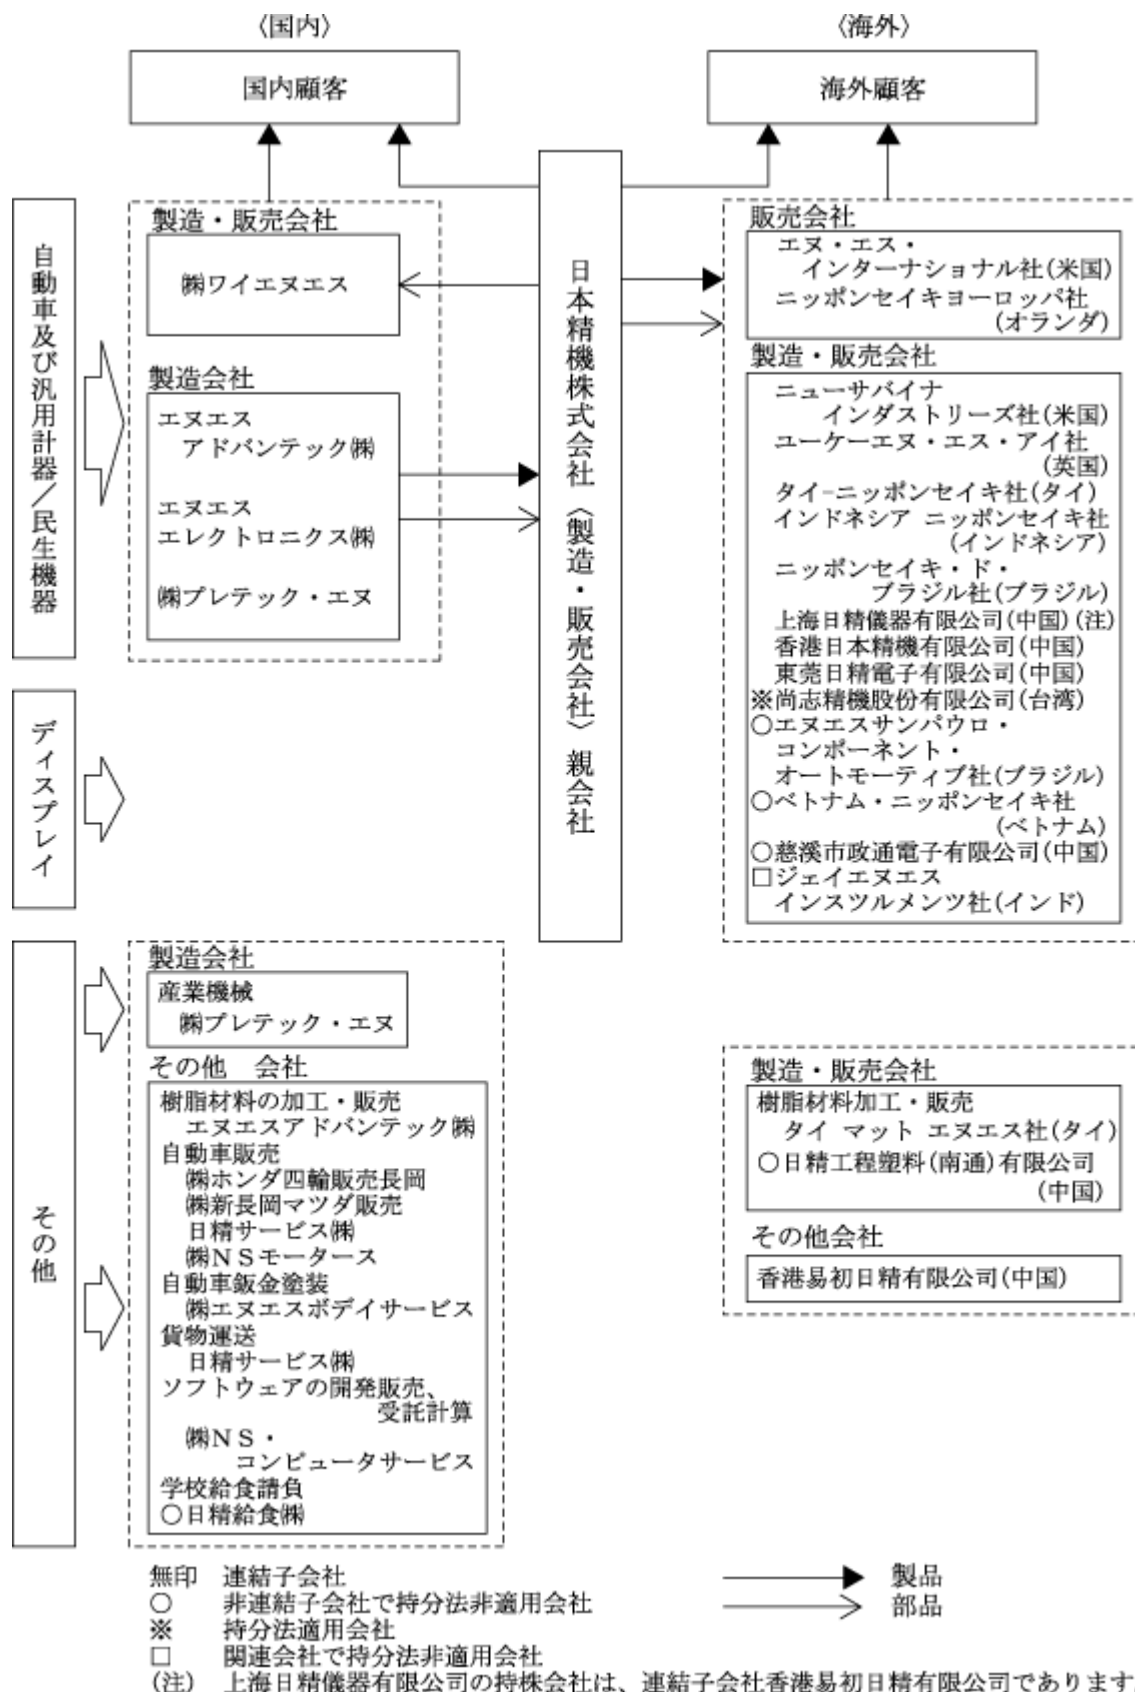 〈国内〉
〈海外〉
国内顧客
海外顧客
自動車及び汎用計器/民生機器
製造・販売会社
㈱ワイエヌエス
製造会社
エヌエス
アドバンテック㈱
エヌエス
エレクトロニクス㈱
㈱プレテック・エヌ
日本精機株式会社〈製造・販売会社〉親会社
販売会社
エヌ・エス・
インターナショナル社(米国)
ニッポンセイキヨーロッパ社
(オランダ)
製造・販売会社
ニューサバイナ
インダストリーズ社(米国)
ユーケーエヌ・エス・アイ社
(英国)
タイ-ニッポンセイキ社(タイ)
インドネシア ニッポンセイキ社
(インドネシア)
ニッポンセイキ・ド・
ブラジル社(ブラジル)
上海日精儀器有限公司(中国)(注)
香港日本精機有限公司(中国)
東莞日精電子有限公司(中国)
※尚志精機股份有限公司(台湾)
○エヌエスサンパウロ・
コンポーネント・
オートモーティブ社(ブラジル)
○ベトナム・ニッポンセイキ社
(ベトナム)
○慈溪市政通電子有限公司(中国)
□ジェイエヌエス
インスツルメンツ社(インド)
ディスプレイ
その他
製造会社
産業機械
㈱プレテック・エヌ
その他 会社
樹脂材料の加工・販売
エヌエスアドバンテック㈱
自動車販売
㈱ホンダ四輪販売長岡
㈱新長岡マツダ販売
日精サービス㈱
㈱NSモータース
自動車鈑金塗装
㈱エヌエスボデイサービス
貨物運送
日精サービス㈱
ソフトウェアの開発販売、
受託計算
㈱NS・
コンピュータサービス
学校給食請負
○日精給食㈱
製造・販売会社
樹脂材料加工・販売
タイ マット エヌエス社(タイ)
○日精工程塑料(南通)有限公司
(中国)
その他会社
香港易初日精有限公司(中国)
無印 連結子会社
○ 非連結子会社で持分法非適用会社
※ 持分法適用会社
□ 関連会社で持分法非適用会社
(注) 上海日精儀器有限公司の持株会社は、連結子会社香港易初日精有限公司であります。
製品
部品